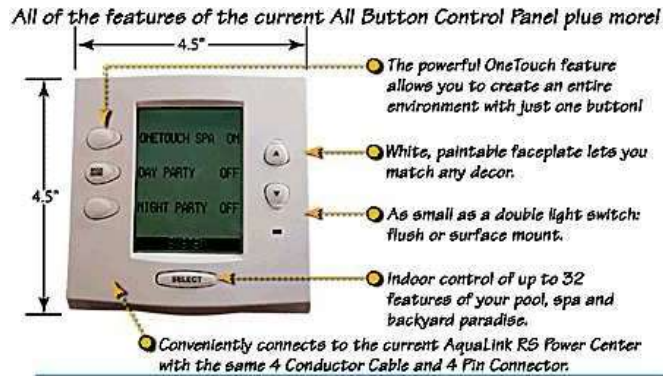 All of the features of the current All Button Control Panel plus more!
4.5"
The powerful OneTouch feature
allows you to create an entire
environment with just one button!
ONETOUCH SPA ON
White, paintable faceplate lets you
match any decor.
DAY PARTY OFF
4.5"
As small as a double light switch:
flush or surface mount.
NIGHT PARTY OFF
SELECT
Indoor control of up to 32
features of your pool, spa and
backyard paradise.
Conveniently connects to the current AquaLink RS Power Center
with the same 4 Conductor Cable and 4 Pin Connector.